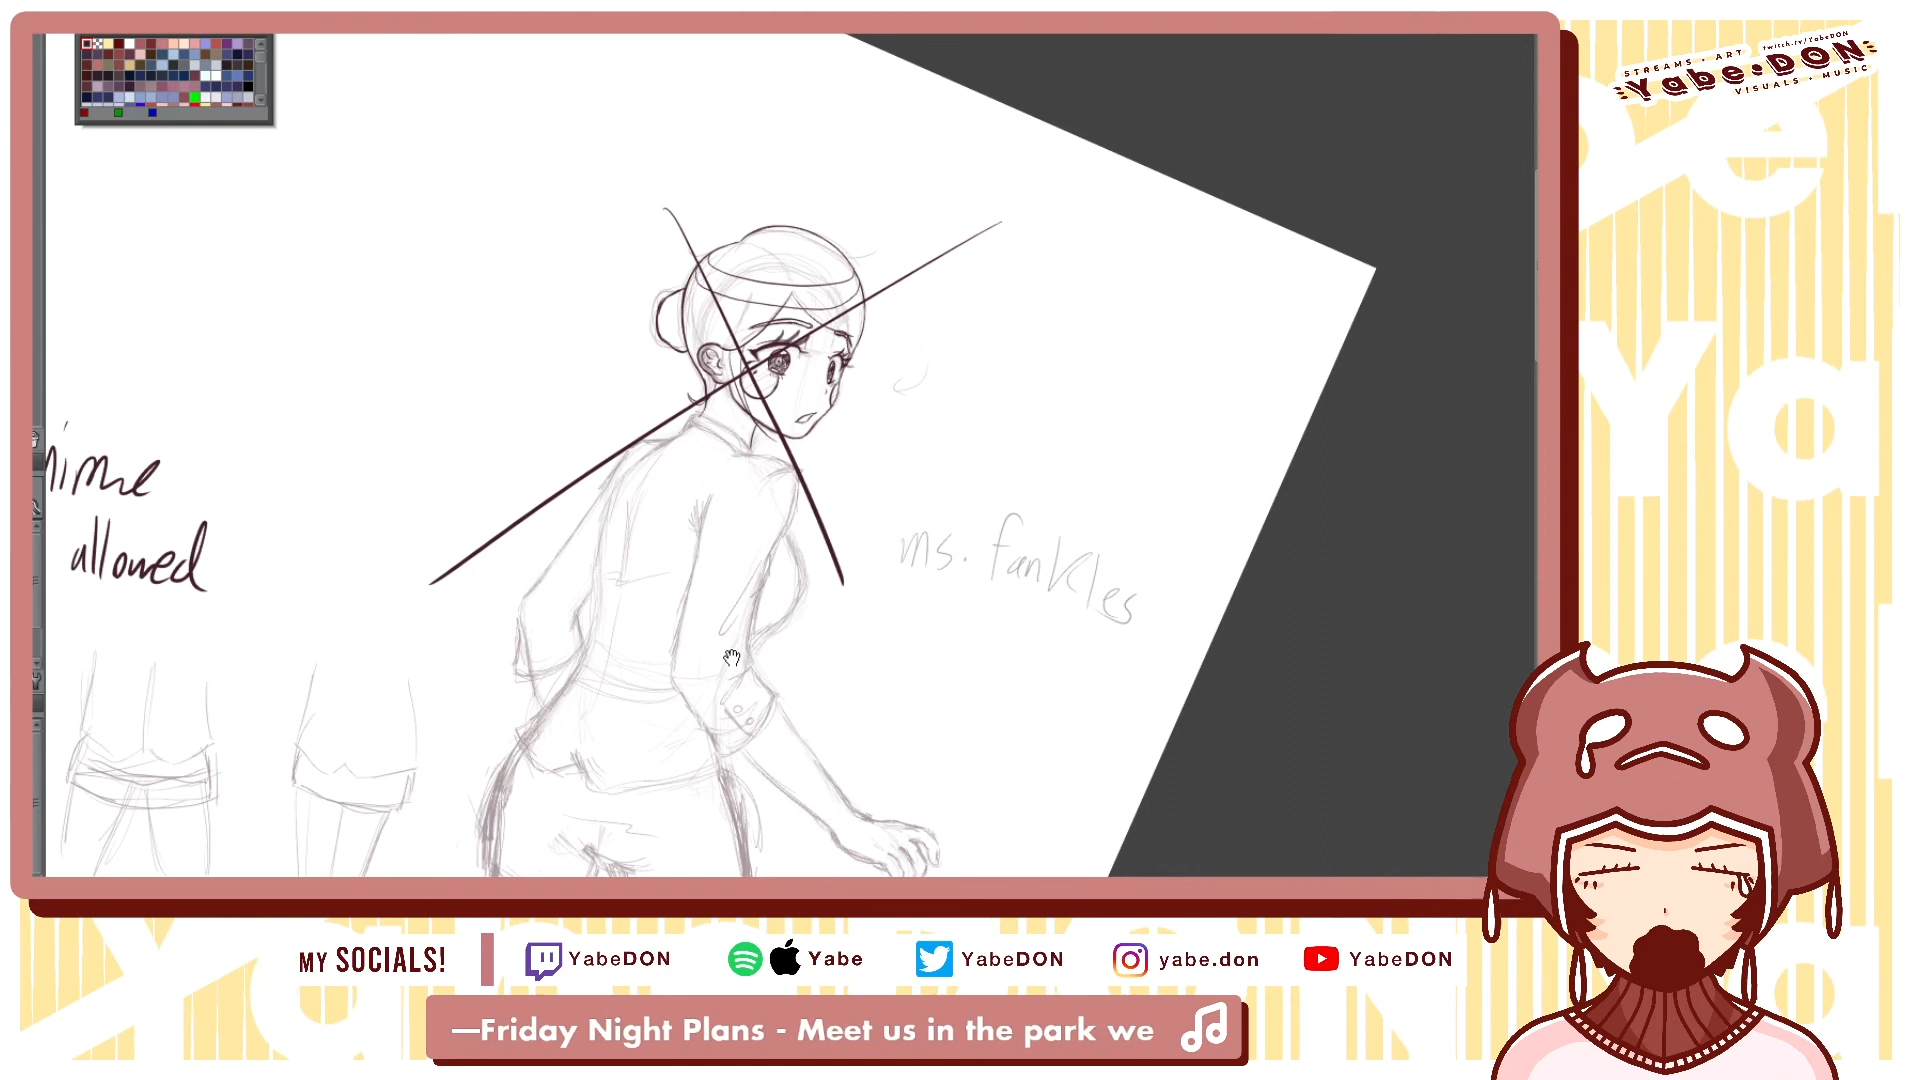 STREAMS • ART
twitch.tv/YabeDON
Yabe•DON
VISUALS • MUSIC
allowed
ms. fankles
MY SOCIALS!
YabeDON
Yabe
YabeDON
yabe.don
YabeDON
—Friday Night Plans - Meet us in the park we